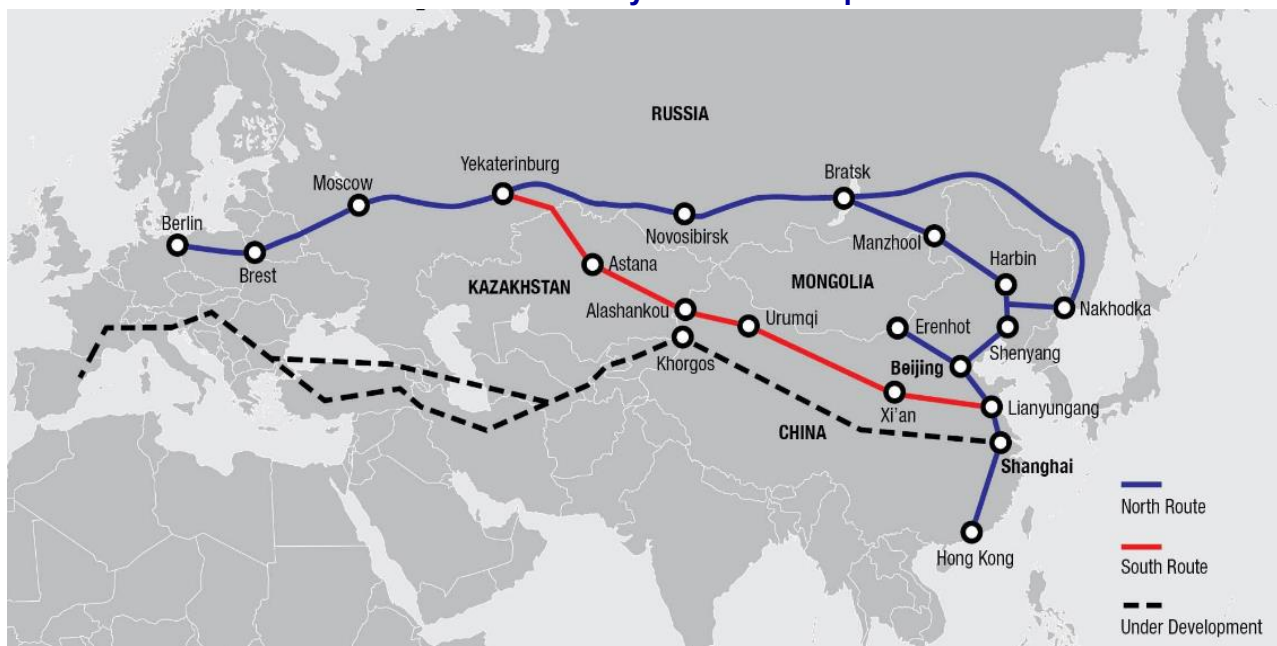 RUSSIA
Yekaterinburg
Bratsk
Moscow
Berlin
Novosibirsk
Manzhool
Brest
Harbin
Astana
KAZAKHSTAN
MONGOLIA
Alashankou
Urumqi
Erenhot
Nakhodka
Shenyang
Khorgos
Beijing
Xi'an
Lianyungang
CHINA
Shanghai
North Route
Hong Kong
South Route
Under Development